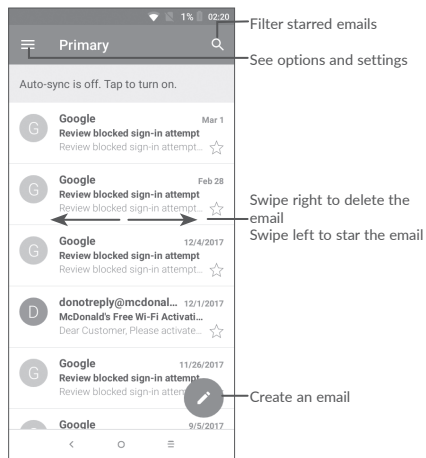 1% 02:20
Filter starred emails
Primary
See options and settings
Auto-sync is off. Tap to turn on.
G
Google Mar 1
Review blocked sign-in attempt
Review blocked sign-in attempt...
G
Google Feb 28
Review blocked sign-in attempt
Review blocked sign-in attempt...
Swipe right to delete the
email
Swipe left to star the email
G
Google 12/4/2017
Review blocked sign-in attempt
Review blocked sign-in attempt...
D
donotreply@mcdonal... 12/1/2017
McDonald's Free Wi-Fi Activati...
Dear Customer, Please activate...
G
Google 11/26/2017
Review blocked sign-in attempt
Review blocked sign-in attem
Create an email
Google 9/5/2017